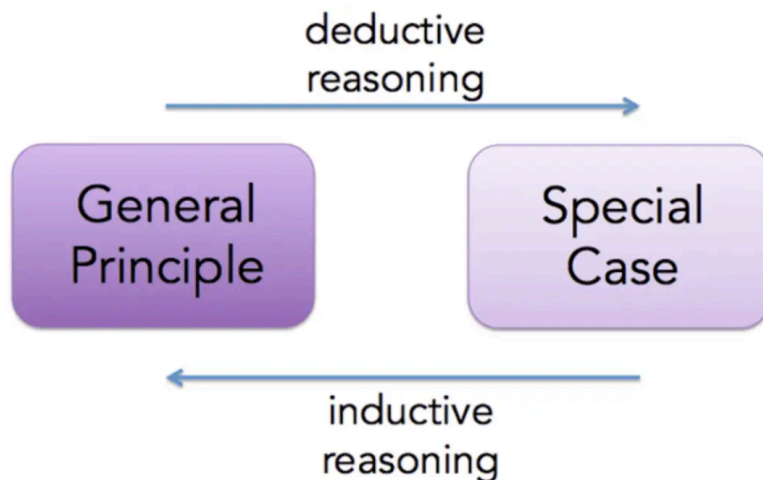 deductive
reasoning
General
Principle
Special
Case
inductive
reasoning